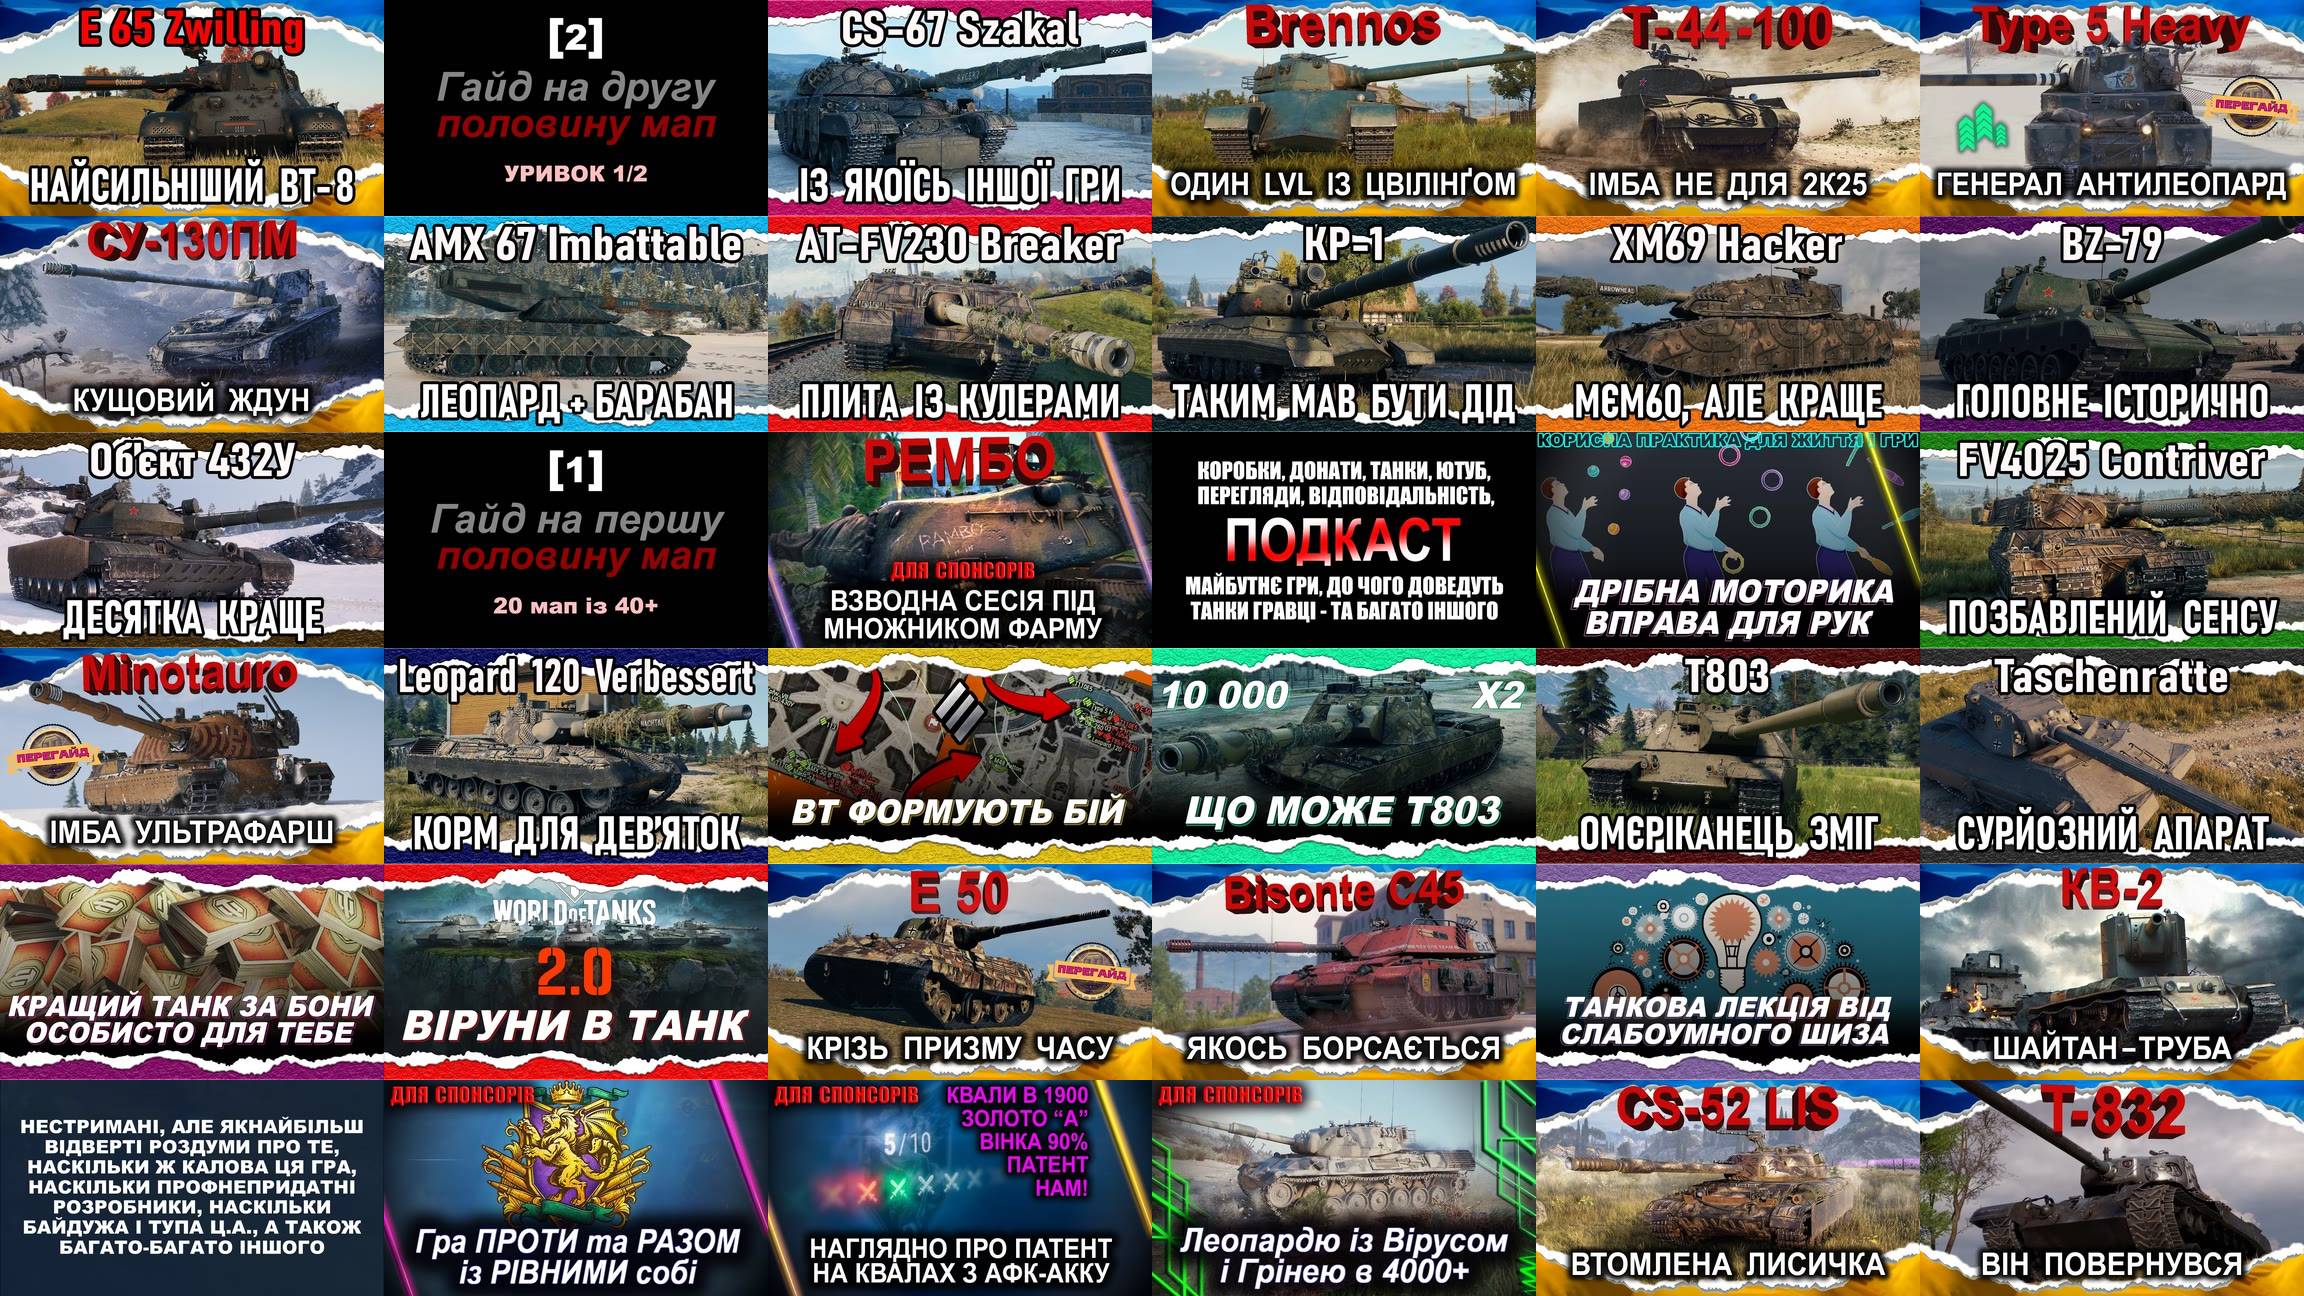 E 65 Zwilling
НАЙСИЛЬНІШИЙ ВТ-8
[2]
Гайд на другу
половину мап
УРИВОК 1/2
CS-67 Szakal
ІЗ ЯКОЇСЬ ІНШОЇ ГРИ
Brennos
ОДИН LVL ІЗ ЦВІЛІНҐОМ
Т-44-100
ІМБА НЕ ДЛЯ 2К25
Type 5 Heavy
ПЕРЕГАЙД
ГЕНЕРАЛ АНТИЛЕОПАРД
СУ-130ПМ
КУЩОВИЙ ЖДУН
AMX 67 Imbattable
ЛЕОПАРД + БАРАБАН
AT-FV230 Breaker
ПЛИТА ІЗ КУЛЕРАМИ
КР-1
ТАКИМ МАВ БУТИ ДІД
XM69 Hacker
ARROWHEAD
МЄМ60, АЛЕ КРАЩЕ
BZ-79
ГОЛОВНЕ ІСТОРИЧНО
Об'єкт 432У
ДЕСЯТКА КРАЩЕ
[1]
Гайд на першу
половину мап
20 мап із 40+
РЕМБО
РАМВО
ДЛЯ СПОНСОРІВ
ВЗВОДНА СЕСІЯ ПІД
МНОЖНИКОМ ФАРМУ
КОРОБКИ, ДОНАТИ, ТАНКИ, ЮТУБ,
ПЕРЕГЛЯДИ, ВІДПОВІДАЛЬНІСТЬ,
ПОДКАСТ
МАЙБУТНЄ ГРИ, ДО ЧОГО ДОВЕДУТЬ
ТАНКИ ГРАВЦІ - ТА БАГАТО ІНШОГО
КОРИСНА ПРАКТИКА ДЛЯ ЖИТТЯ І ГРИ
ДРІБНА МОТОРИКА
ВПРАВА ДЛЯ РУК
FV4025 Contriver
ПОЗБАВЛЕНИЙ СЕНСУ
Minotauro
ПЕРЕГАЙД
ІМБА УЛЬТРАФАРШ
Leopard 120 Verbessert
КОРМ ДЛЯ ДЕВ'ЯТОК
ВТ ФОРМУЮТЬ БІЙ
10 000
X2
ЩО МОЖЕ Т803
Т803
ОМЄРІКАНЕЦЬ ЗМІГ
Taschenratte
СУРЙОЗНИЙ АПАРАТ
КРАЩИЙ ТАНК ЗА БОНИ
ОСОБИСТО ДЛЯ ТЕБЕ
WORLD OF TANKS
2.0
ВІРУНИ В ТАНК
E 50
ПЕРЕГАЙД
КРІЗЬ ПРИЗМУ ЧАСУ
Bisonte C45
ЯКОСЬ БОРСАЄТЬСЯ
ТАНКОВА ЛЕКЦІЯ ВІД
СЛАБОУМНОГО ШИЗА
КВ-2
ШАЙТАН-ТРУБА
НЕСТРИМАНІ, АЛЕ ЯКНАЙБІЛЬШ
ВІДВЕРТІ РОЗДУМИ ПРО ТЕ,
НАСКІЛЬКИ Ж КАЛОВА ЦЯ ГРА,
НАСКІЛЬКИ ПРОФНЕПРИДАТНІ
РОЗРОБНИКИ, НАСКІЛЬКИ
БАЙДУЖА І ТУПА Ц.А., А ТАКОЖ
БАГАТО-БАГАТО ІНШОГО
ДЛЯ СПОНСОРІВ
Гра ПРОТИ та РАЗОМ
із РІВНИМИ собі
ДЛЯ СПОНСОРІВ
КВАЛИ В 1900
ЗОЛОТО “А”
ВІНКА 90%
ПАТЕНТ
НАМ!
5/10
НАГЛЯДНО ПРО ПАТЕНТ
НА КВАЛАХ З АФК-АККУ
ДЛЯ СПОНСОРІВ
Леопардю із Вірусом
і Грінею в 4000+
CS-52 LIS
ВТОМЛЕНА ЛИСИЧКА
Т-832
ВІН ПОВЕРНУВСЯ